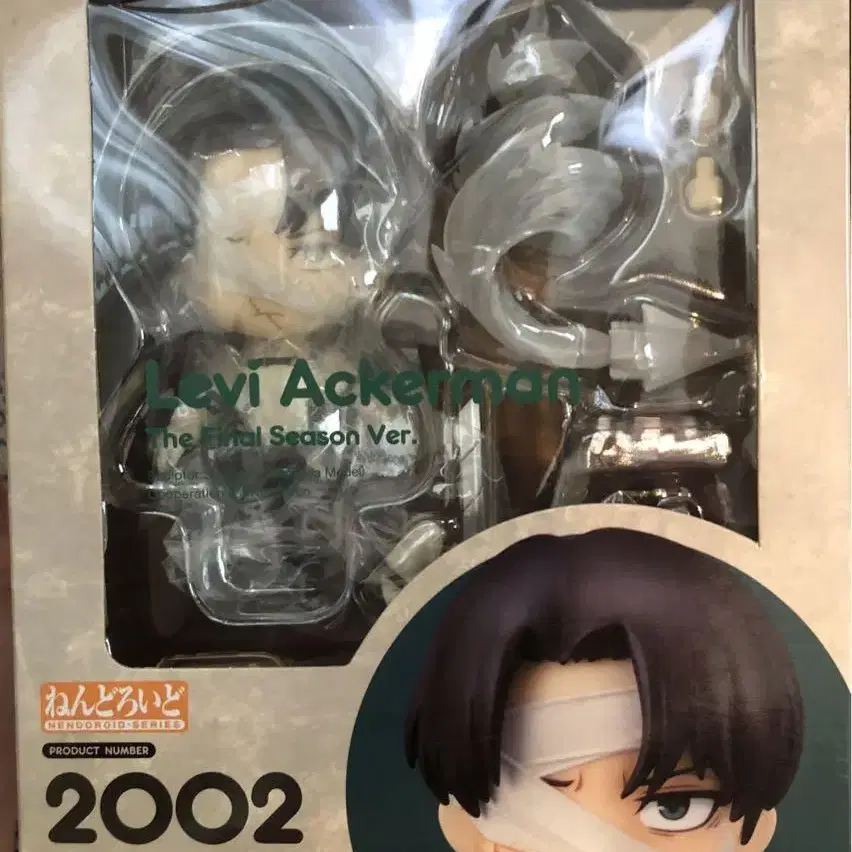 Levi Ackerman
The Final Season Ver.
ねんどろいど
NENDOROID·SERIES
PRODUCT NUMBER
2002